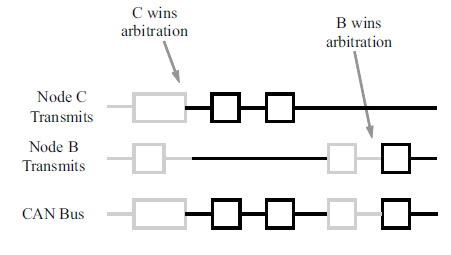 C wins
arbitration
B wins
arbitration
Node C
Transmits
Node B
Transmits
CAN Bus